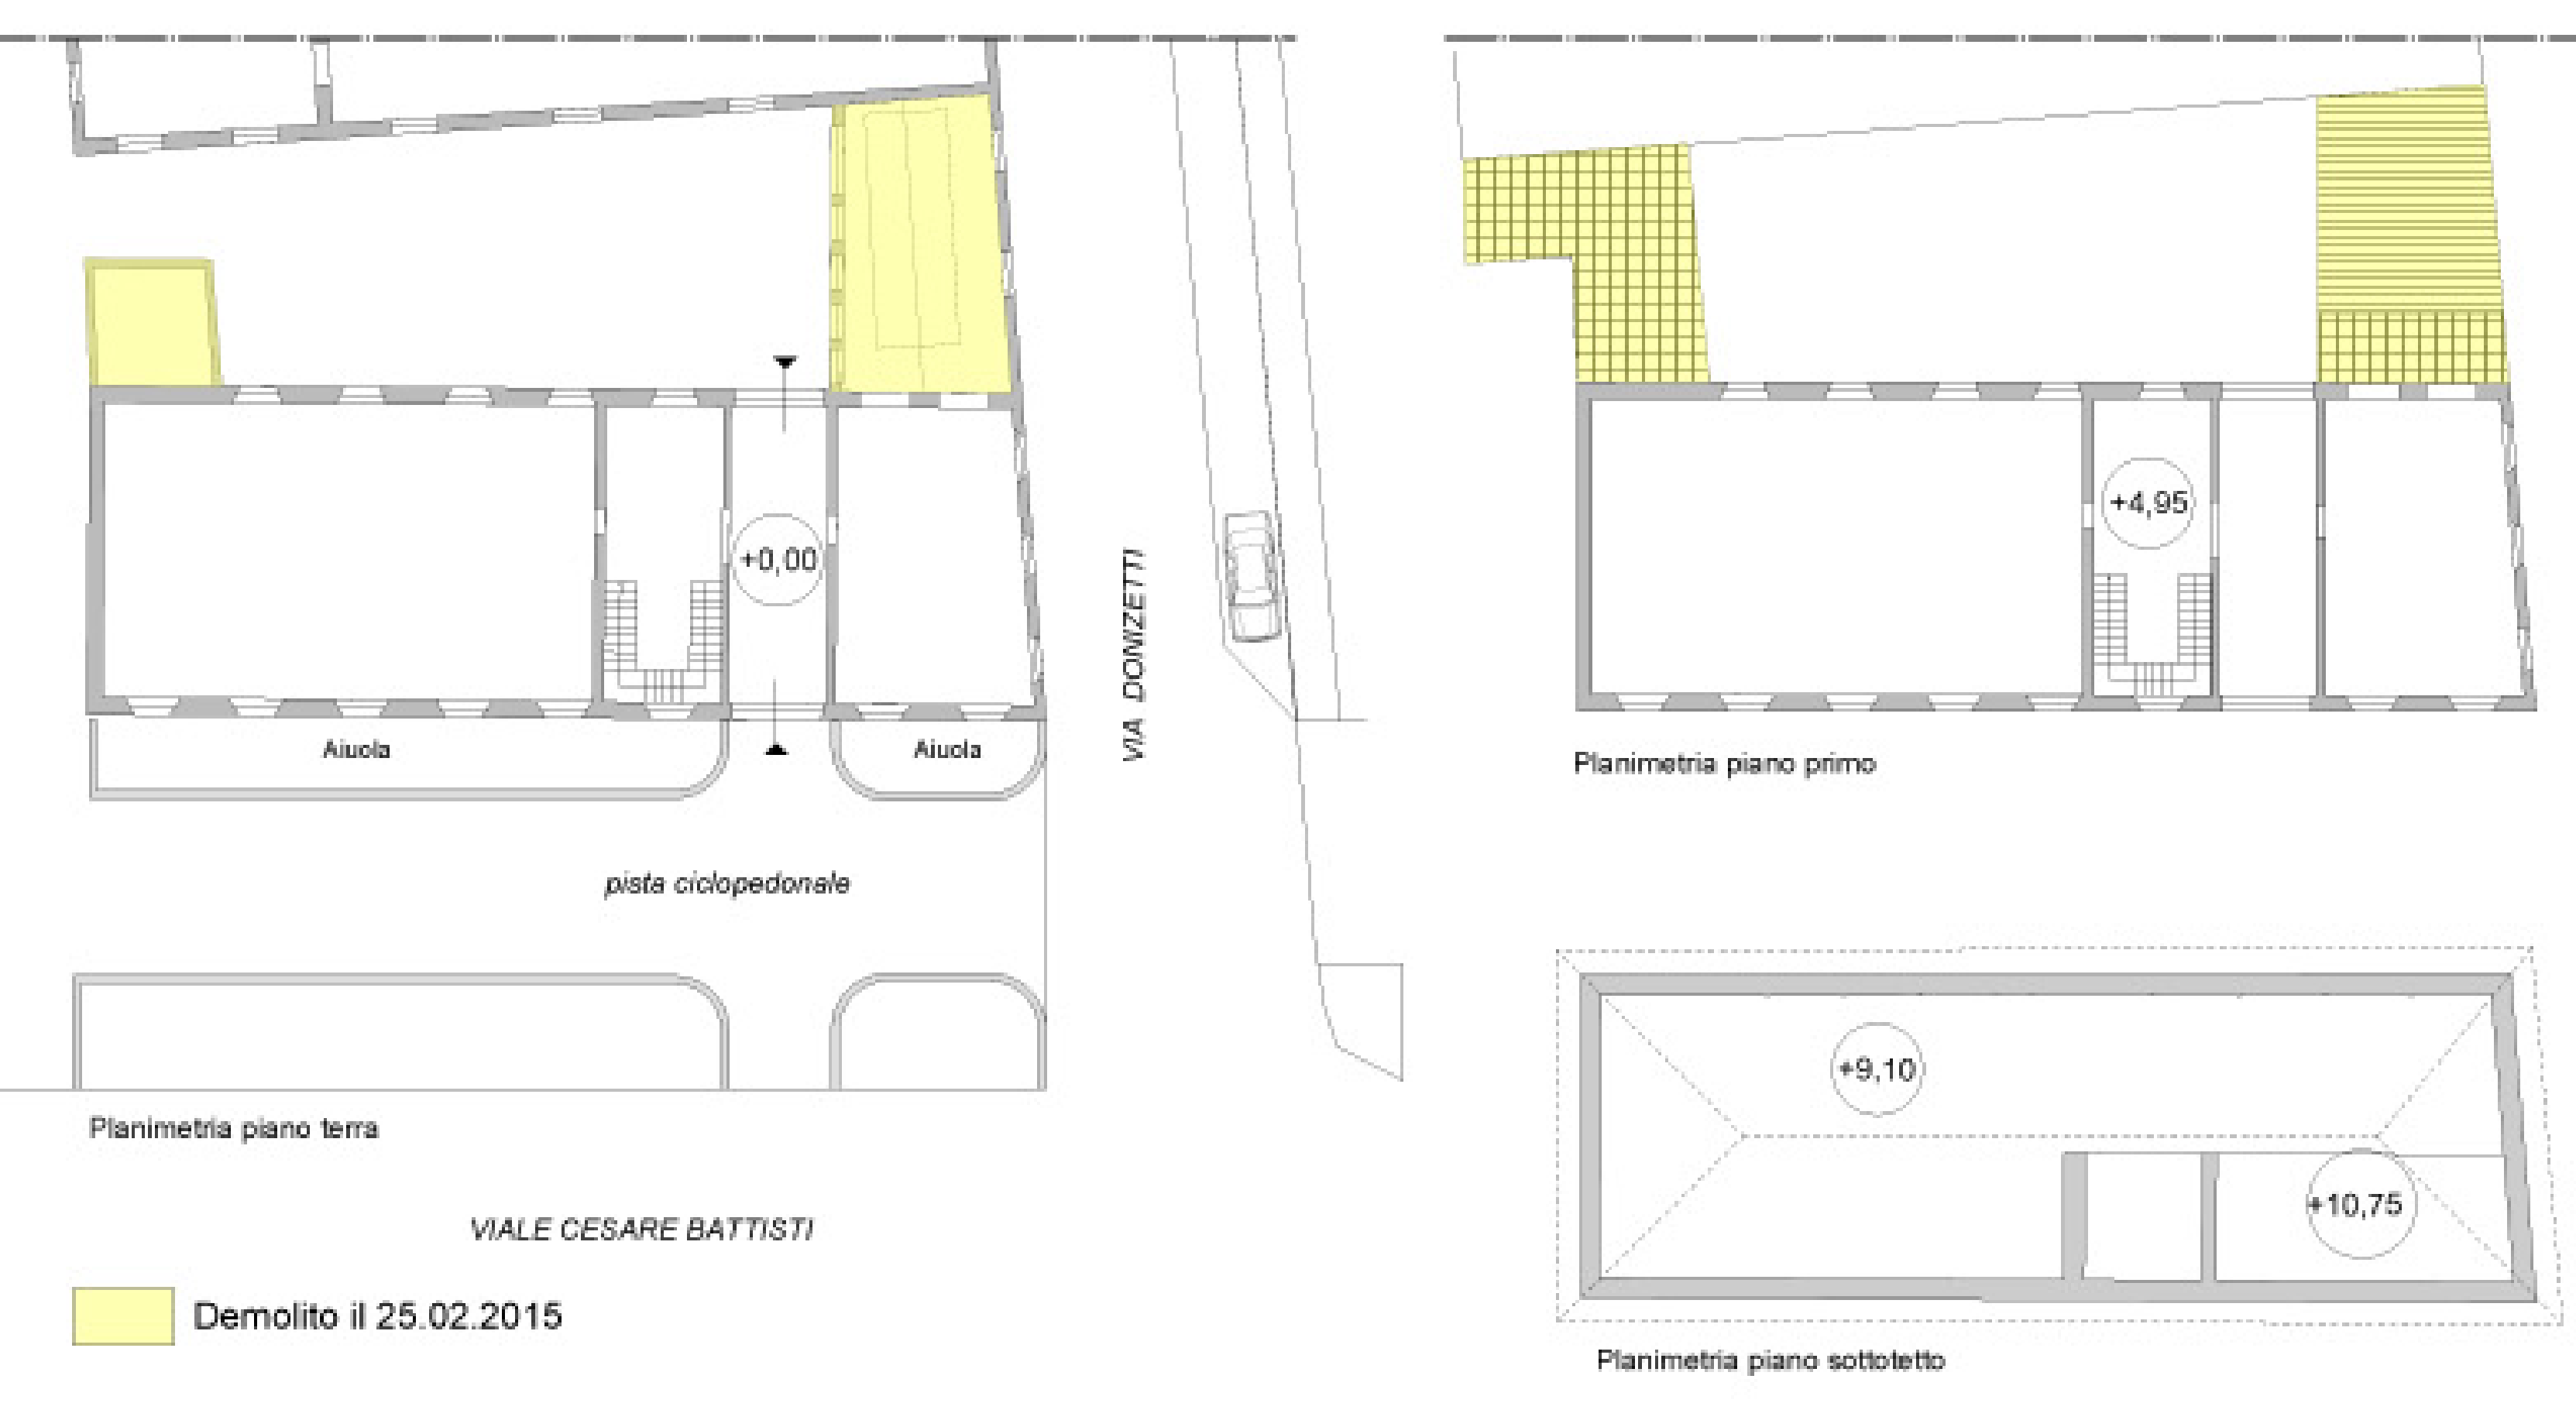 +0,00
Aiuola
Aiuola
pista ciclopedonale
Planimetria piano terra
VIALE CESARE BATTISTI
Demolito il 25.02.2015
VIA DONIZETTI
+4,95
Planimetria piano primo
+9,10
+10,75
Planimetria piano sottotetto